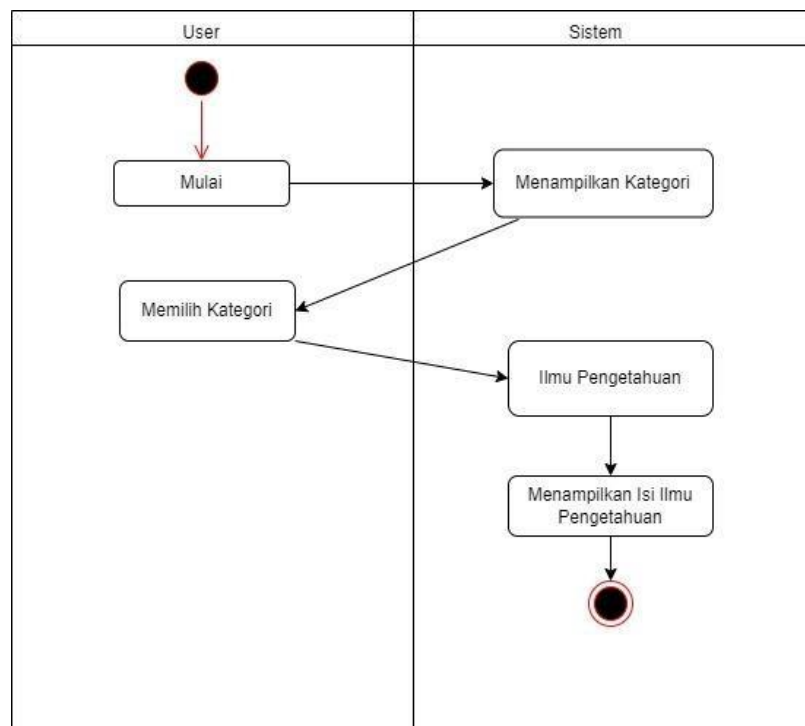 User
Sistem
Mulai
Menampilkan Kategori
Memilih Kategori
Ilmu Pengetahuan
Menampilkan Isi Ilmu
Pengetahuan